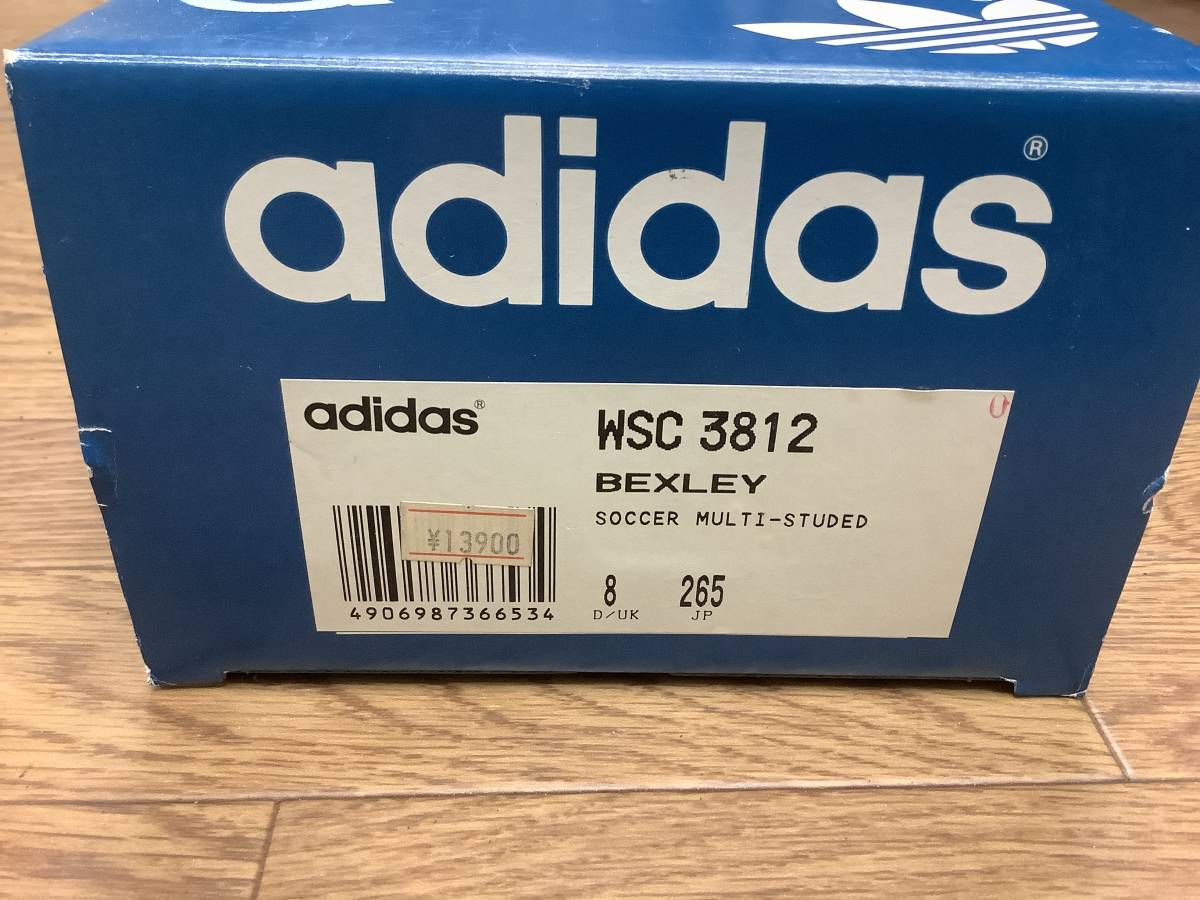 adidas®
adidas®
WSC 3812
BEXLEY
SOCCER MULTI-STUDED
¥13900
4906987366534
8 265
D/UK JP